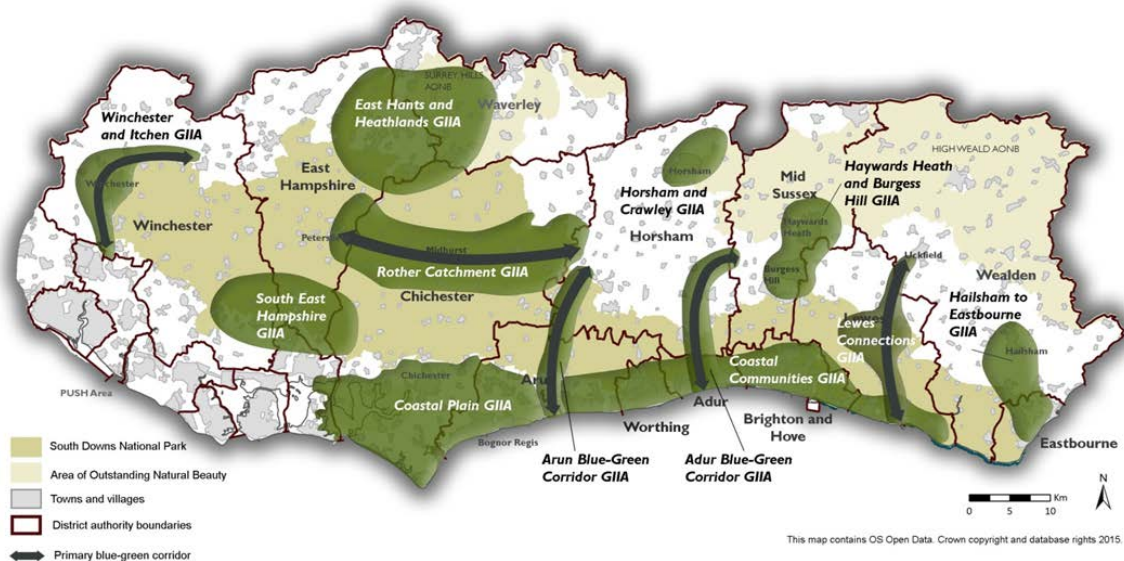 SURREY HILLS
AONB
Waverley
East Hants and
Heathlands GIIA
Winchester
and Itchen GIIA
Winchester
East
Hampshire
Winchester
Horsham
Horsham and
Crawley GIIA
Horsham
HIGH WEALD AONB
Mid
Sussex
Haywards Heath
and Burgess
Hill GIIA
Haywards
Heath
Burgess
Hill
Midhurst
Rother Catchment GIIA
Chichester
South East
Hampshire
GIIA
Uckfield
Wealden
Hailsham to
Eastbourne
GIIA
Hailsham
Lewes
Connections
GIIA
Coastal
Communities GIIA
Chichester
Coastal Plain GIIA
Bognor Regis
PUSH Area
Adur
Worthing
Brighton and
Hove
Eastbourne
Arun Blue-Green
Corridor GIIA
Adur Blue-Green
Corridor GIIA
South Downs National Park
Area of Outstanding Natural Beauty
Towns and villages
District authority boundaries
Primary blue-green corridor
Km
0 5 10
N
This map contains OS Open Data. Crown copyright and database rights 2015.